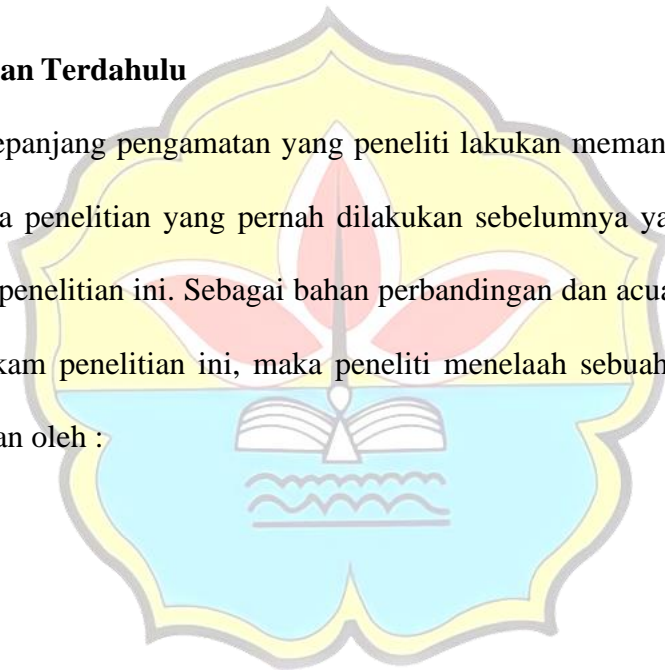 an Terdahulu
epanjang pengamatan yang peneliti lakukan meman
a penelitian yang pernah dilakukan sebelumnya ya
penelitian ini. Sebagai bahan perbandingan dan acua
kam penelitian ini, maka peneliti menelaah sebuah
an oleh :